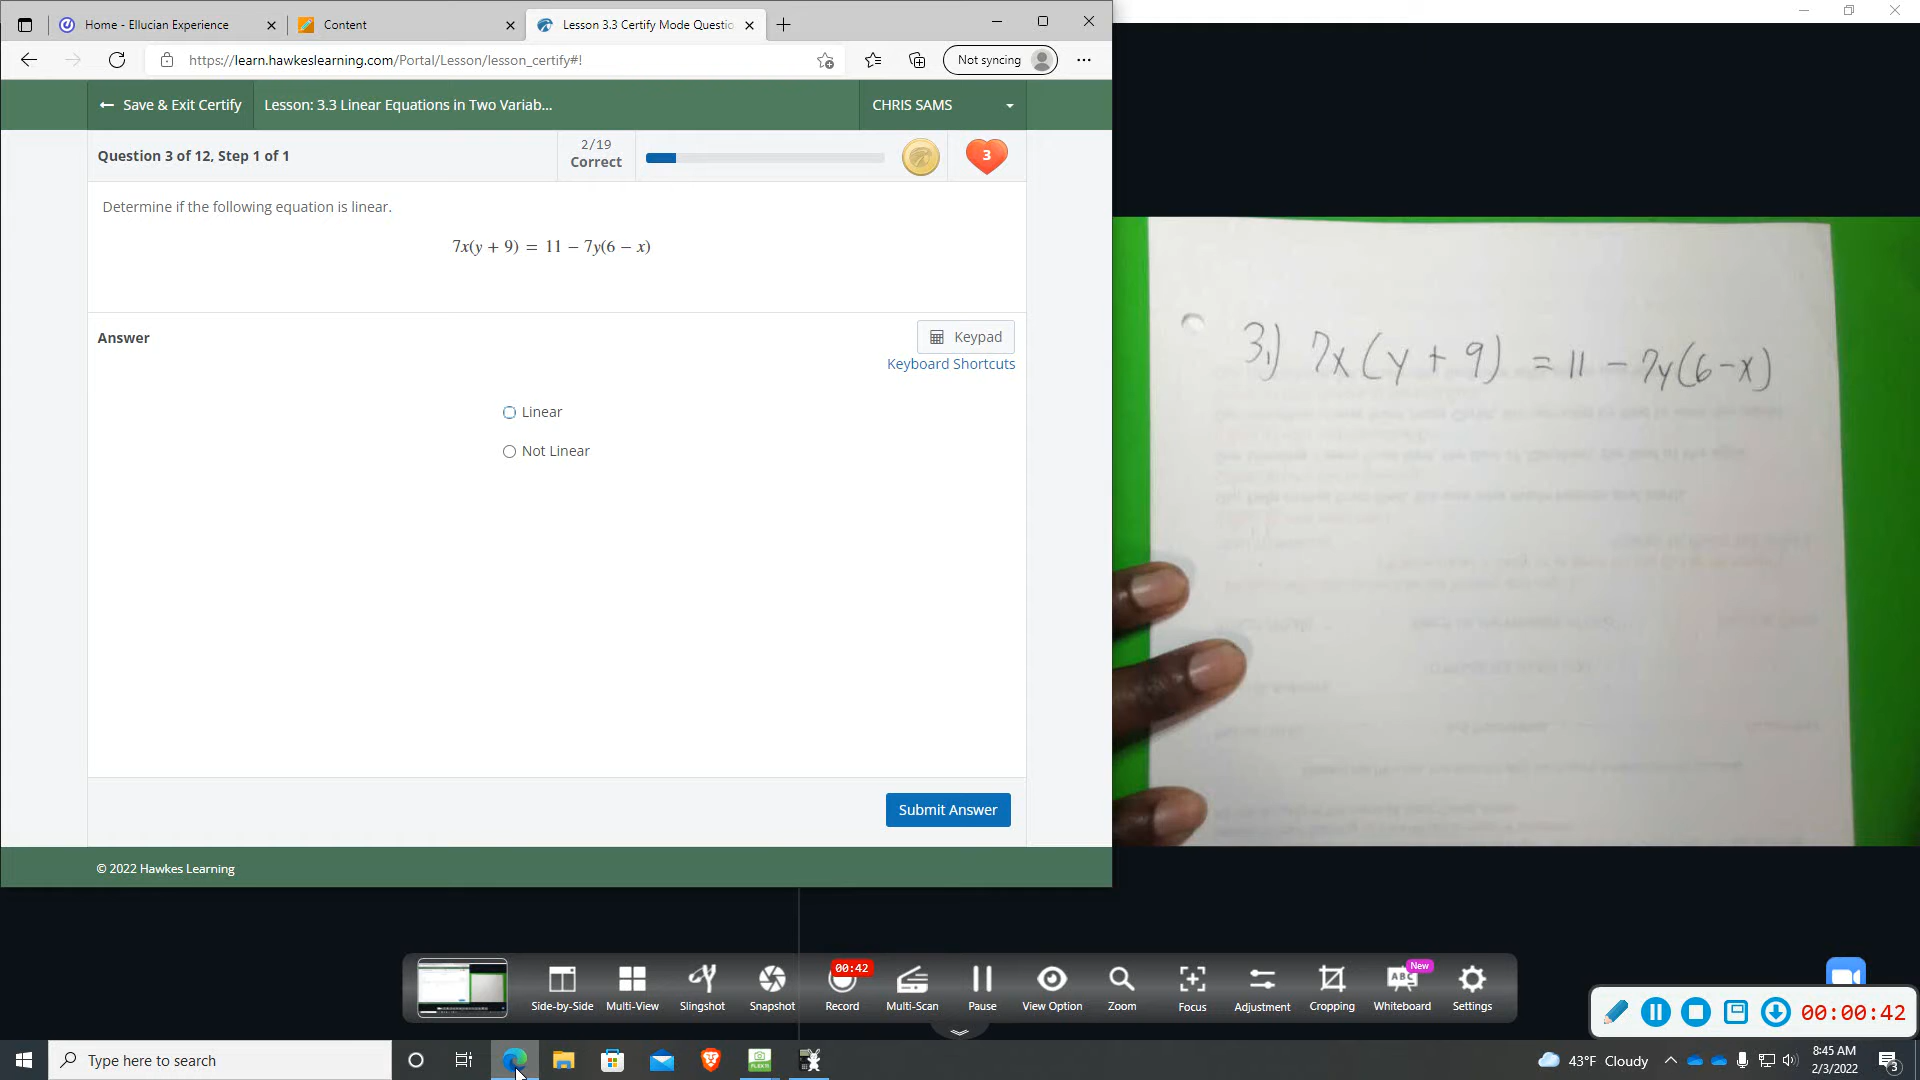 Home - Ellucian Experience
Content
Lesson 3.3 Certify Mode Questio
https://learn.hawkeslearning.com/Portal/Lesson/lesson_certify#!
Not syncing
Save & Exit Certify
Lesson: 3.3 Linear Equations in Two Variab...
CHRIS SAMS
Question 3 of 12, Step 1 of 1
2/19
Correct
3
Determine if the following equation is linear.
7x(y + 9) = 11 − 7y(6 − x)
Answer
Keypad
Keyboard Shortcuts
Linear
Not Linear
Submit Answer
© 2022 Hawkes Learning
3.) 7x(y + 9) = 11 - 7y(6-x)
Side-by-Side
Multi-View
Slingshot
Snapshot
00:42
Record
Multi-Scan
Pause
View Option
Zoom
Focus
Adjustment
Cropping
New
ABC
Whiteboard
Settings
00:00:42
Type here to search
43°F Cloudy
8:45 AM
2/3/2022
3